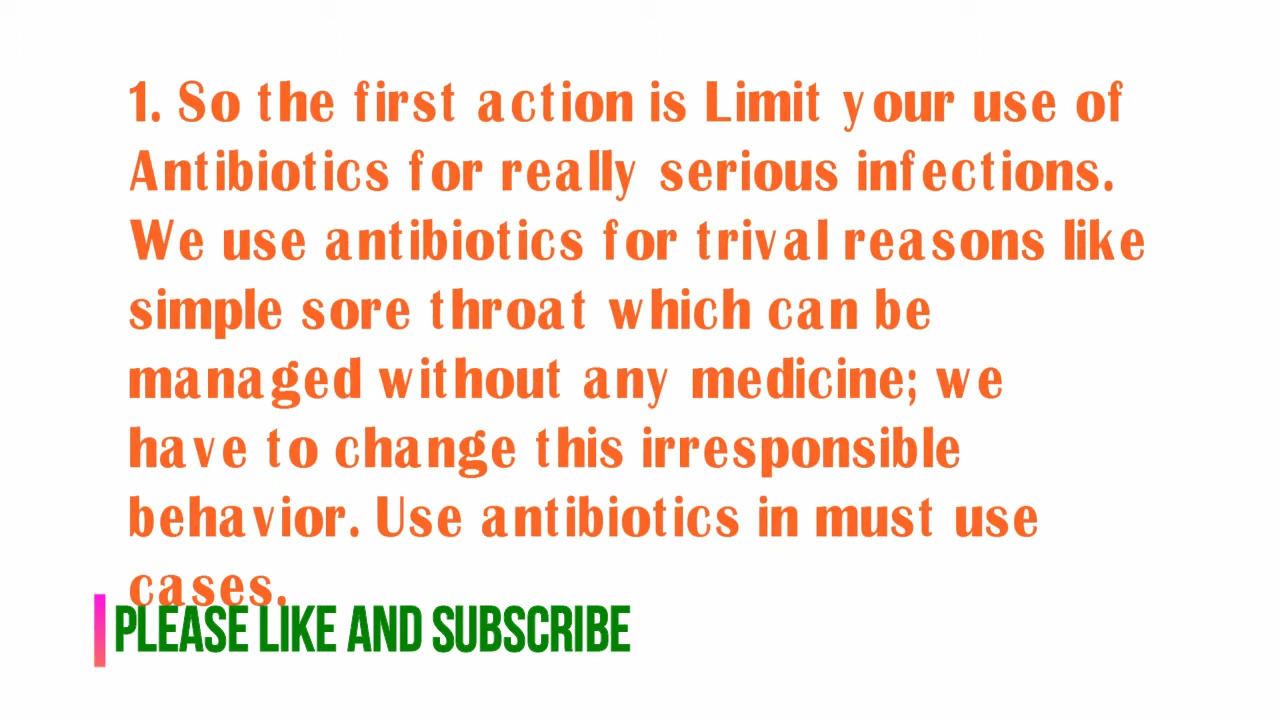 1. So the first action is Limit your use of
Antibiotics for really serious infections.
We use antibiotics for trival reasons like
simple sore throat which can be
managed without any medicine; we
have to change this irresponsible
behavior. Use antibiotics in must use
cases.
PLEASE LIKE AND SUBSCRIBE